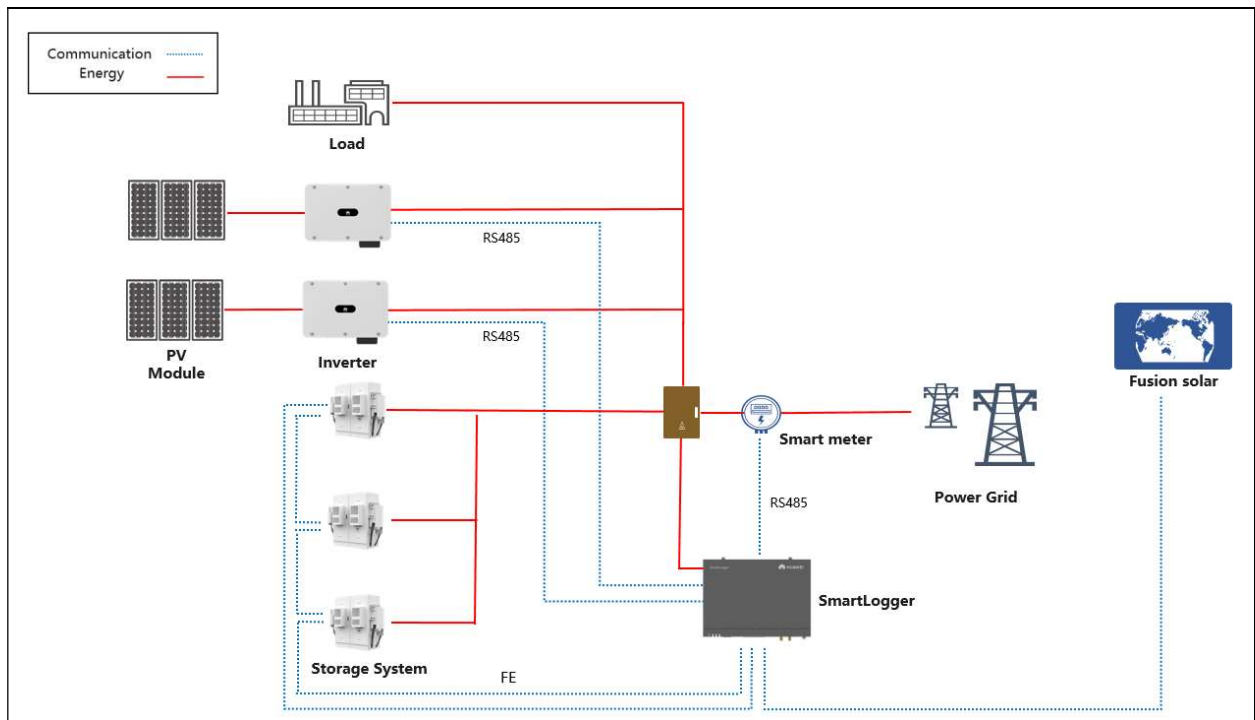 Communication
Energy
Load
RS485
RS485
PV
Module
Inverter
Fusion solar
Smart meter
Power Grid
RS485
SmartLogger
Storage System
FE